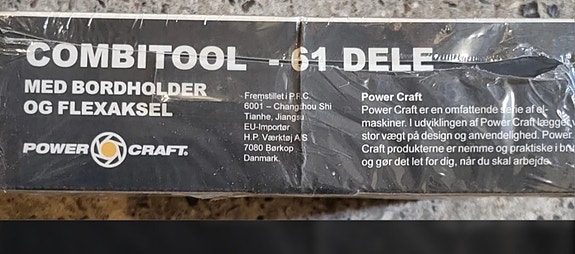 COMBITOOL - 61 DELE
MED BORDHOLDER
OG FLEXAKSEL
POWER CRAFT®
Fremstillet i P.R.C
6001 – Changzhou Shi
Tianhe, Jiangsu
EU-Importør
H.P. Værktøj A/S
7080 Børkop
Danmark.
Power Craft
Power Craft er en omfattende serie af el-
maskiner. I udviklingen af Power Craft lægger v
stor vægt på design og anvendelighed. Power
Craft produkterne er nemme og praktiske i bru
og gør det let for dig, når du skal arbejde.